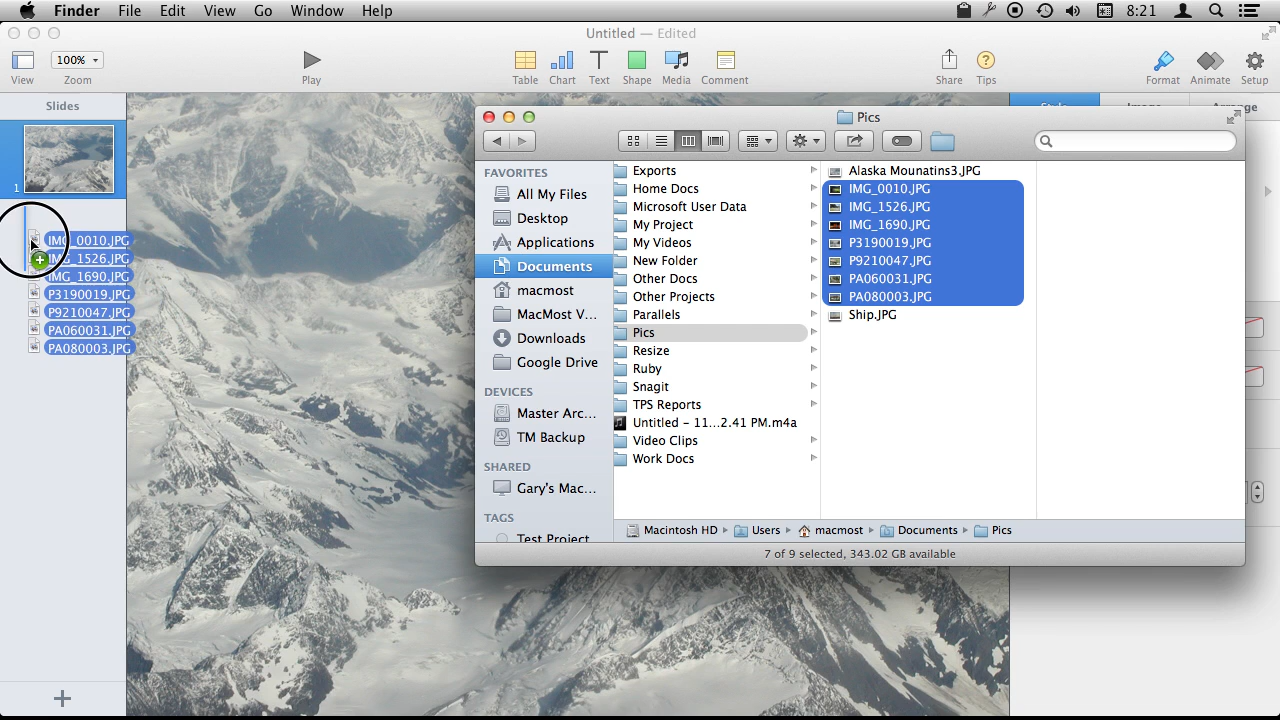 Finder File Edit View Go Window Help 8:21
Untitled — Edited
100%
View Zoom Play Table Chart Text Shape Media Comment Share Tips Format Animate Setup
Slides
1
IMG_0010.JPG
IMG_1526.JPG
IMG_1690.JPG
P3190019.JPG
P9210047.JPG
PA060031.JPG
PA080003.JPG
Pics
FAVORITES
All My Files
Desktop
Applications
Documents
macmost
MacMost V...
Downloads
Google Drive
DEVICES
Master Arc...
TM Backup
SHARED
Gary's Mac...
TAGS
Test Project
Exports
Home Docs
Microsoft User Data
My Project
My Videos
New Folder
Other Docs
Other Projects
Parallels
Pics
Resize
Ruby
Snagit
TPS Reports
Untitled – 11...2.41 PM.m4a
Video Clips
Work Docs
Alaska Mounatins3.JPG
IMG_0010.JPG
IMG_1526.JPG
IMG_1690.JPG
P3190019.JPG
P9210047.JPG
PA060031.JPG
PA080003.JPG
Ship.JPG
Macintosh HD Users macmost Documents Pics
7 of 9 selected, 343.02 GB available